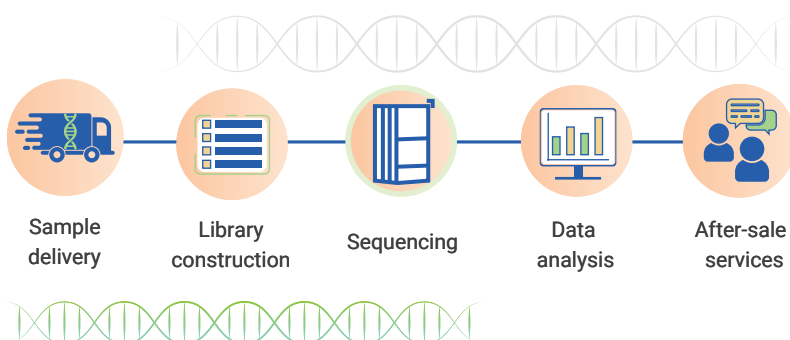 Sample
delivery
Library
construction
Sequencing
Data
analysis
After-sale
services